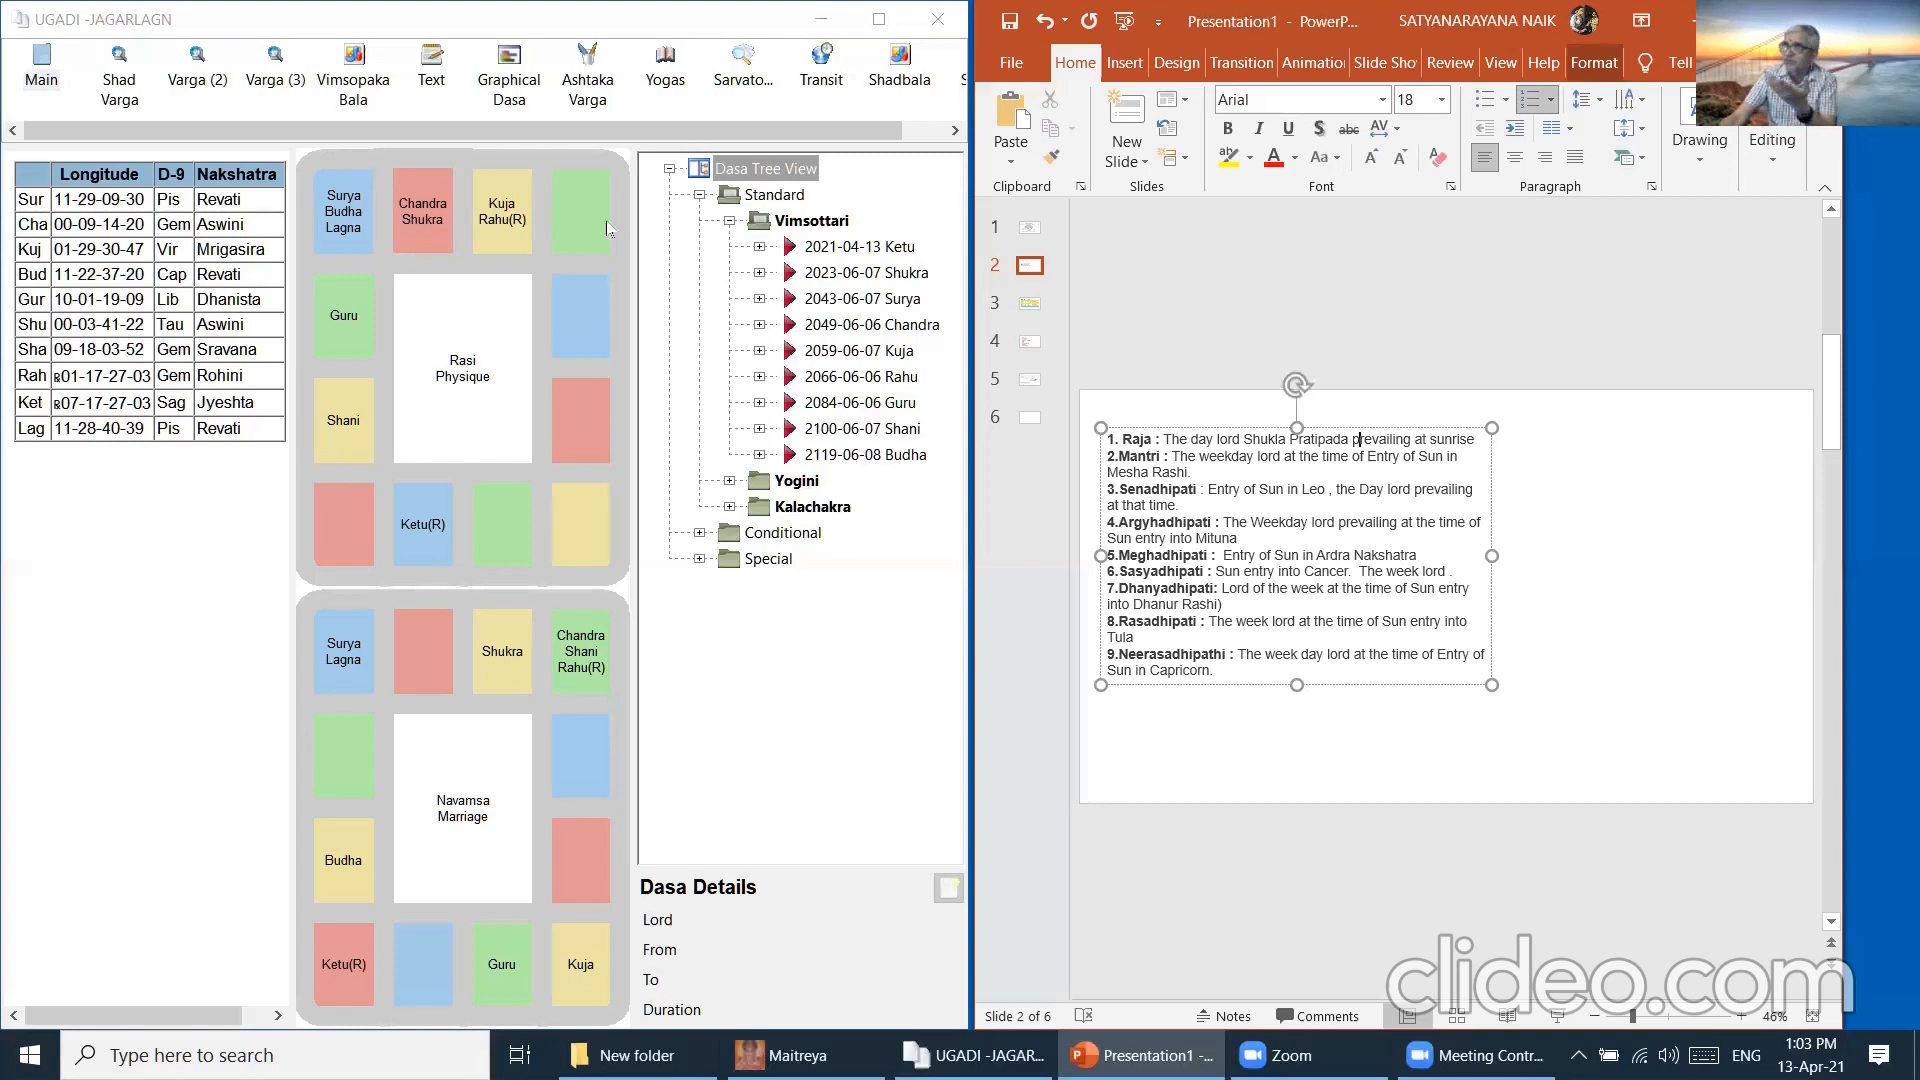 UGADI -JAGARLAGN
Main
Shad Varga
Varga (2)
Varga (3)
Vimsopaka Bala
Text
Graphical Dasa
Ashtaka Varga
Yogas
Sarvato...
Transit
Shadbala
Longitude D-9 Nakshatra
Sur 11-29-09-30 Pis Revati
Cha 00-09-14-20 Gem Aswini
Kuj 01-29-30-47 Vir Mrigasira
Bud 11-22-37-20 Cap Revati
Gur 10-01-19-09 Lib Dhanista
Shu 00-03-41-22 Tau Aswini
Sha 09-18-03-52 Gem Sravana
Rah ℞01-17-27-03 Gem Rohini
Ket ℞07-17-27-03 Sag Jyeshta
Lag 11-28-40-39 Pis Revati
Surya
Budha
Lagna
Chandra
Shukra
Kuja
Rahu(R)
Guru
Rasi
Physique
Shani
Ketu(R)
Surya
Lagna
Shukra
Chandra
Shani
Rahu(R)
Navamsa
Marriage
Budha
Ketu(R)
Guru
Kuja
Dasa Tree View
Standard
Vimsottari
2021-04-13 Ketu
2023-06-07 Shukra
2043-06-07 Surya
2049-06-06 Chandra
2059-06-07 Kuja
2066-06-06 Rahu
2084-06-06 Guru
2100-06-07 Shani
2119-06-08 Budha
Yogini
Kalachakra
Conditional
Special
Dasa Details
Lord
From
To
Duration
Presentation1 - PowerP...
SATYANARAYANA NAIK
File Home Insert Design Transition Animatio Slide Sho Review View Help Format Tell
Paste
New
Slide
Arial 18
B I U S abc AV
A Aa A A
Drawing
Editing
Clipboard
Slides
Font
Paragraph
1
2
3
4
5
6
1. Raja : The day lord Shukla Pratipada prevailing at sunrise
2.Mantri : The weekday lord at the time of Entry of Sun in
Mesha Rashi.
3.Senadhipati : Entry of Sun in Leo , the Day lord prevailing
at that time.
4.Argyhadhipati : The Weekday lord prevailing at the time of
Sun entry into Mituna
5.Meghadhipati : Entry of Sun in Ardra Nakshatra
6.Sasyadhipati : Sun entry into Cancer. The week lord .
7.Dhanyadhipati: Lord of the week at the time of Sun entry
into Dhanur Rashi)
8.Rasadhipati : The week lord at the time of Sun entry into
Tula
9.Neerasadhipathi : The week day lord at the time of Entry of
Sun in Capricorn.
clideo.com
Slide 2 of 6
Notes
Comments
46%
Type here to search
New folder
Maitreya
UGADI -JAGAR...
Presentation1 -...
Zoom
Meeting Contr...
ENG
1:03 PM
13-Apr-21